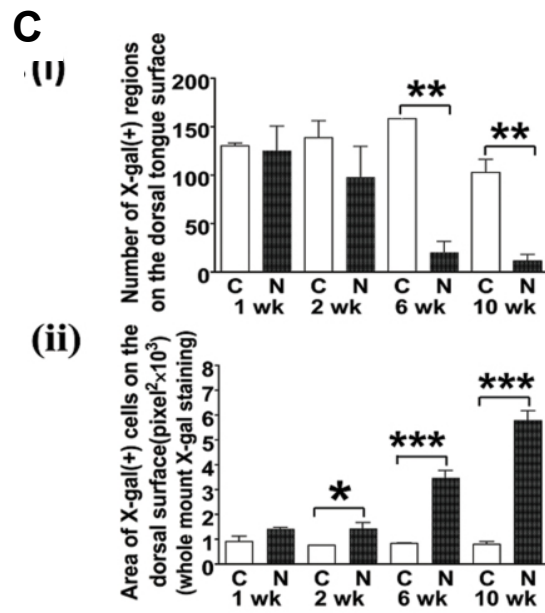 C
(i)
Number of X-gal(+) regions
on the dorsal tongue surface
200
150
100
50
0
**
**
C N C N C N C N
1 wk 2 wk 6 wk 10 wk
(ii)
Area of X-gal(+) cells on the
dorsal surface(pixel²×10³)
(whole mount X-gal staining)
8
7
6
5
4
3
2
1
0
*
***
***
C N C N C N C N
1 wk 2 wk 6 wk 10 wk